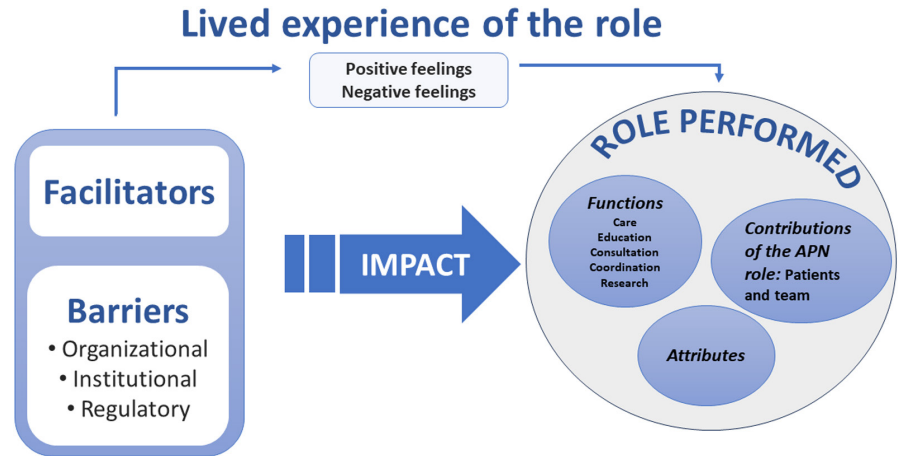 Lived experience of the role
Positive feelings
Negative feelings
Facilitators
Barriers
• Organizational
• Institutional
• Regulatory
IMPACT
ROLE PERFORMED
Functions
Care
Education
Consultation
Coordination
Research
Contributions
of the APN
role: Patients
and team
Attributes